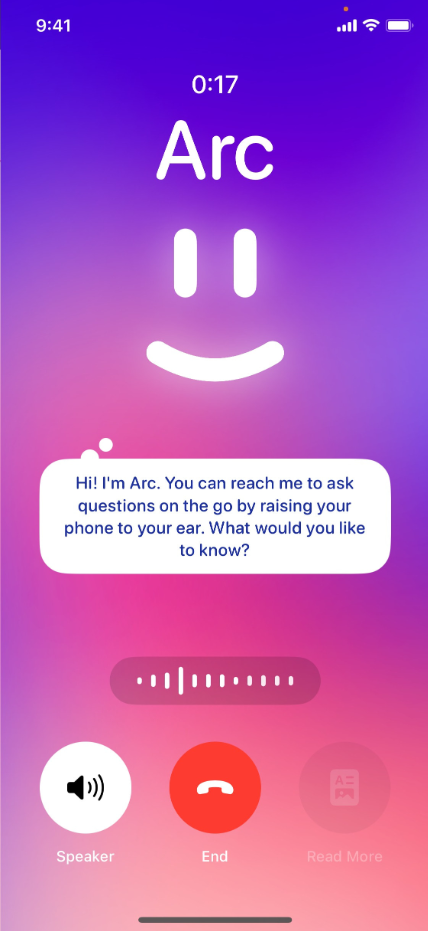 9:41
0:17
Arc
Hi! I'm Arc. You can reach me to ask
questions on the go by raising your
phone to your ear. What would you like
to know?
Speaker
End
Read More